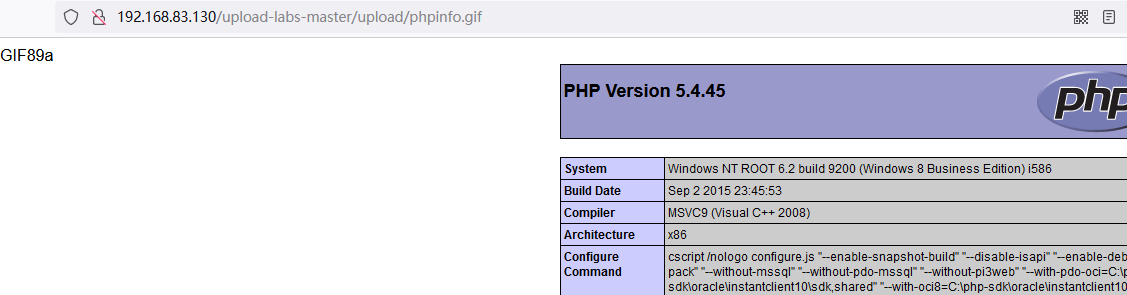 192.168.83.130/upload-labs-master/upload/phpinfo.gif
GIF89a
PHP Version 5.4.45
php
System Windows NT ROOT 6.2 build 9200 (Windows 8 Business Edition) i586
Build Date Sep 2 2015 23:45:53
Compiler MSVC9 (Visual C++ 2008)
Architecture x86
Configure Command cscript /nologo configure.js "--enable-snapshot-build" "--disable-isapi" "--enable-deb
pack" "--without-mssql" "--without-pdo-mssql" "--without-pi3web" "--with-pdo-oci=C:\p
sdk\oracle\instantclient10\sdk,shared" "--with-oci8=C:\php-sdk\oracle\instantclient10